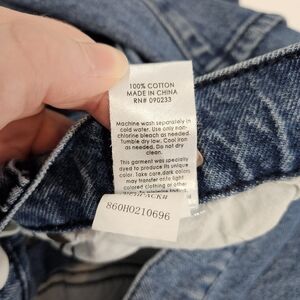 100% COTTON
MADE IN CHINA
RN# 090233
Machine wash separately in
cold water. Use only non-
chlorine bleach as needed.
Tumble dry low. Cool iron
as needed. Do not dry
clean.
This garment was specially
dyed to produce its unique
color. Take care, dark colors
may transfer onto light
colored clothing or other
860H0210696